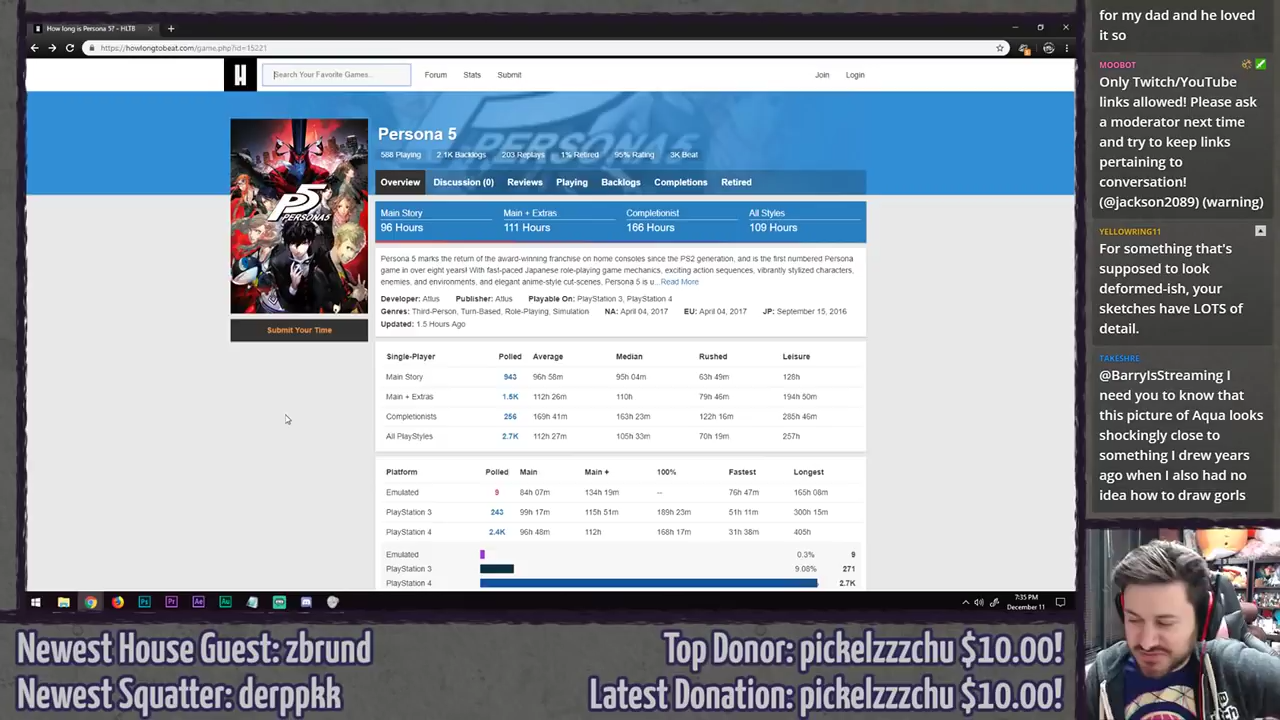 How long is Persona 5? - HLTB
https://howlongtobeat.com/game.php?id=15221
H
Search Your Favorite Games...
Forum
Stats
Submit
Join
Login
Persona 5
588 Playing
2.1K Backlogs
203 Replays
1% Retired
95% Rating
3K Beat
Overview
Discussion (0)
Reviews
Playing
Backlogs
Completions
Retired
P5
PERSONA5
Submit Your Time
Main Story
96 Hours
Main + Extras
111 Hours
Completionist
166 Hours
All Styles
109 Hours
Persona 5 marks the return of the award-winning franchise on home consoles since the PS2 generation, and is the first numbered Persona
game in over eight years! With fast-paced Japanese role-playing game mechanics, exciting action sequences, vibrantly stylized characters,
enemies, and environments, and elegant anime-style cut-scenes, Persona 5 is u...Read More
Developer: Atlus Publisher: Atlus Playable On: PlayStation 3, PlayStation 4
Genres: Third-Person, Turn-Based, Role-Playing, Simulation NA: April 04, 2017 EU: April 04, 2017 JP: September 15, 2016
Updated: 1.5 Hours Ago
Single-Player Polled Average Median Rushed Leisure
Main Story 943 96h 58m 95h 04m 63h 49m 128h
Main + Extras 1.5K 112h 26m 110h 79h 46m 194h 50m
Completionists 256 169h 41m 163h 23m 122h 16m 285h 46m
All PlayStyles 2.7K 112h 27m 105h 33m 70h 19m 257h
Platform Polled Main Main + 100% Fastest Longest
Emulated 9 84h 07m 134h 19m -- 76h 47m 165h 08m
PlayStation 3 243 99h 17m 115h 51m 189h 23m 51h 11m 300h 15m
PlayStation 4 2.4K 96h 48m 112h 168h 17m 31h 38m 405h
Emulated 0.3% 9
PlayStation 3 9.08% 271
PlayStation 4 2.7K
7:35 PM
December 11
for my dad and he loved
it so
MOOBOT
Only Twitch/YouTube
links allowed! Please ask
a moderator next time
and try to keep links
pertaining to
conversation!
(@jackson2089) (warning)
YELLOWRING11
For something that's
supposed to look
deformed-ish, your
sketches have LOTS of
detail.
TAKESHRE
@BarryIsStreaming I
need you to know that
this picture of Aqua looks
shockingly close to
something I drew years
ago when I also had no
idea how to draw gorls
Newest House Guest: zbrund
Newest Squatter: derppkk
Top Donor: pickelzzzchu $10.00!
Latest Donation: pickelzzzchu $10.00!